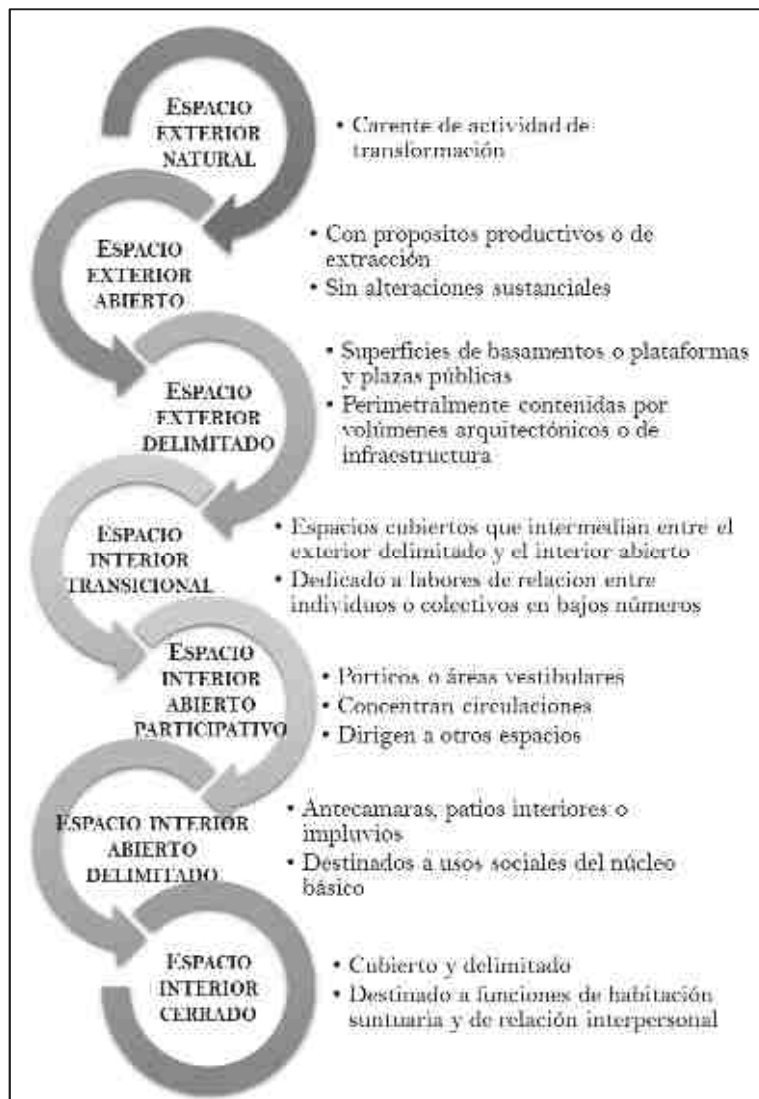 ESPACIO
EXTERIOR
NATURAL
• Carente de actividad de
transformación
ESPACIO
EXTERIOR
ABIERTO
• Con propositos productivos o de
extracción
• Sin alteraciones sustanciales
ESPACIO
EXTERIOR
DELIMITADO
• Superficies de basamentos o plataformas
y plazas públicas
• Perimetralmente contenidas por
volúmenes arquitectónicos o de
infraestructura
ESPACIO
INTERIOR
TRANSICIONAL
• Espacios cubiertos que intermedian entre el
exterior delimitado y el interior abierto
• Dedicado a labores de relacion entre
individuos o colectivos en bajos números
ESPACIO
INTERIOR
ABIERTO
PARTICIPATIVO
• Porticos o áreas vestibulares
• Concentran circulaciones
• Dirigen a otros espacios
ESPACIO INTERIOR
ABIERTO
DELIMITADO
• Antecamaras, patios interiores o
impluvios
• Destinados a usos sociales del núcleo
básico
ESPACIO
INTERIOR
CERRADO
• Cubierto y delimitado
• Destinado a funciones de habitación
suntuaria y de relación interpersonal